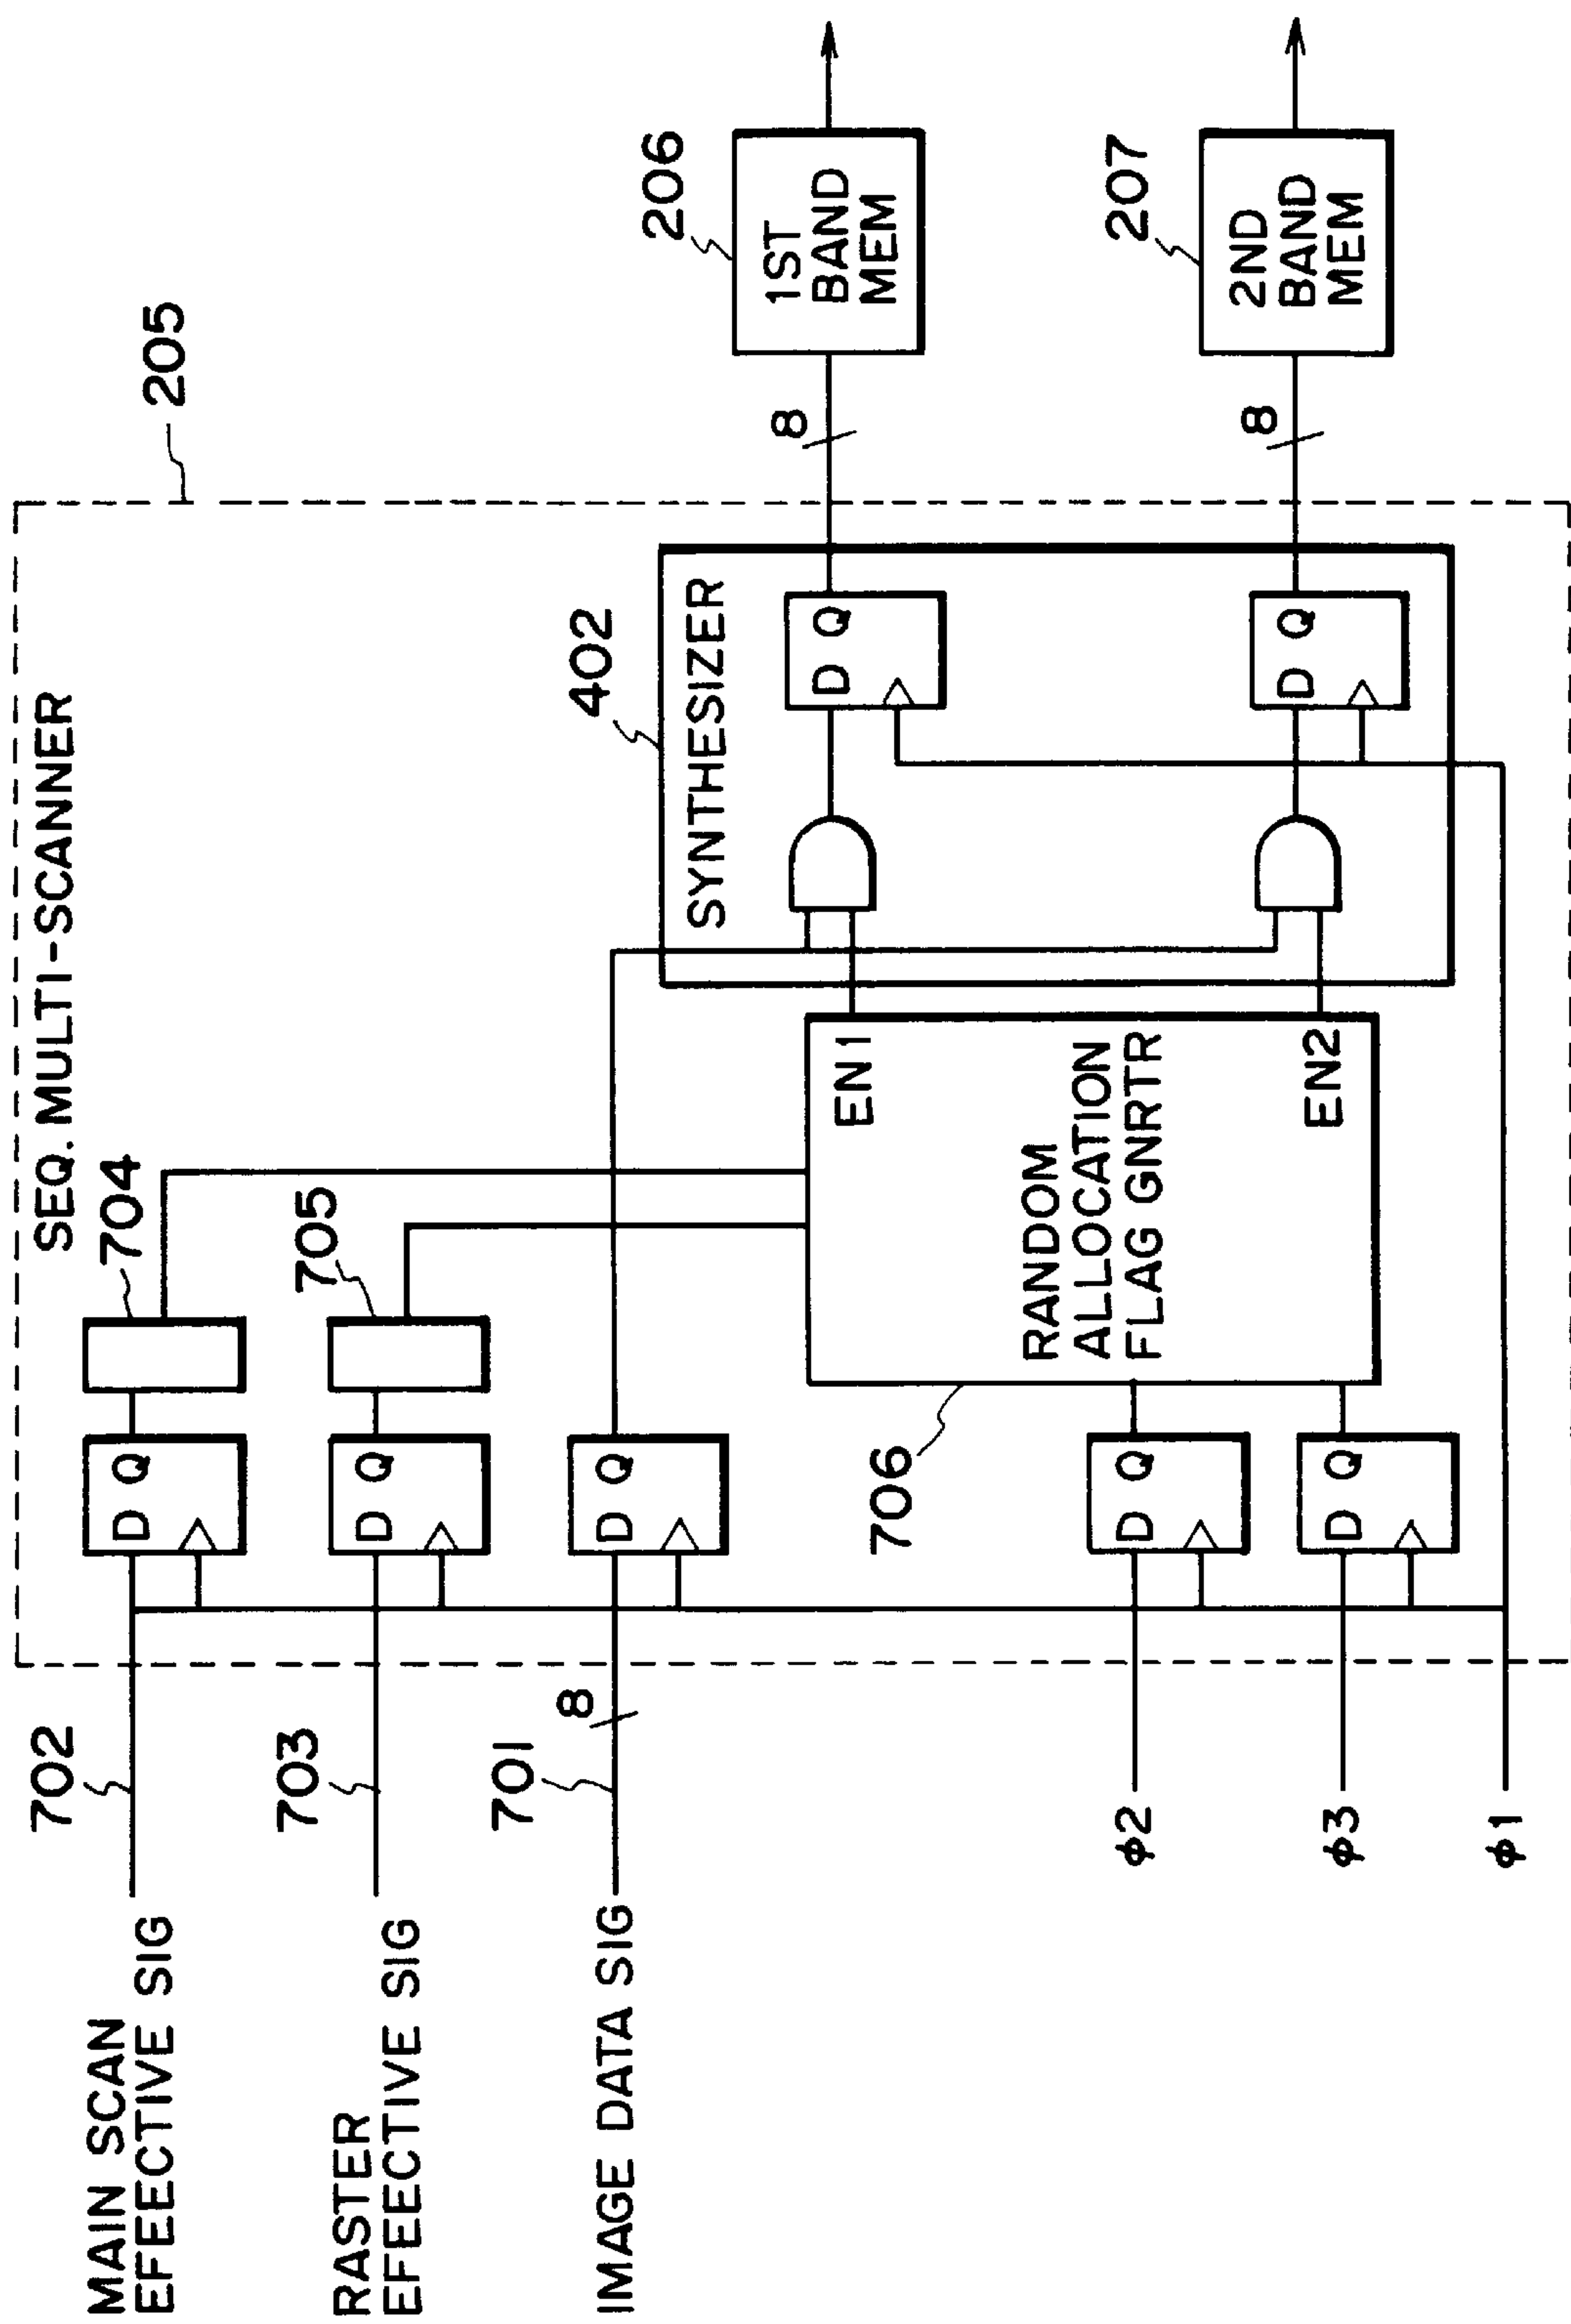 SEQ. MULTI-SCANNER
205
MAIN SCAN
EFFECTIVE SIG
702
D Q
704
RASTER
EFFECTIVE SIG
703
D Q
705
IMAGE DATA SIG
701
8
D Q
402
SYNTHESIZER
D Q
8
206
1ST
BAND
MEM
706
RANDOM
ALLOCATION
FLAG GNRTR
EN1
EN2
φ2
D Q
φ3
D Q
φ1
D Q
8
207
2ND
BAND
MEM